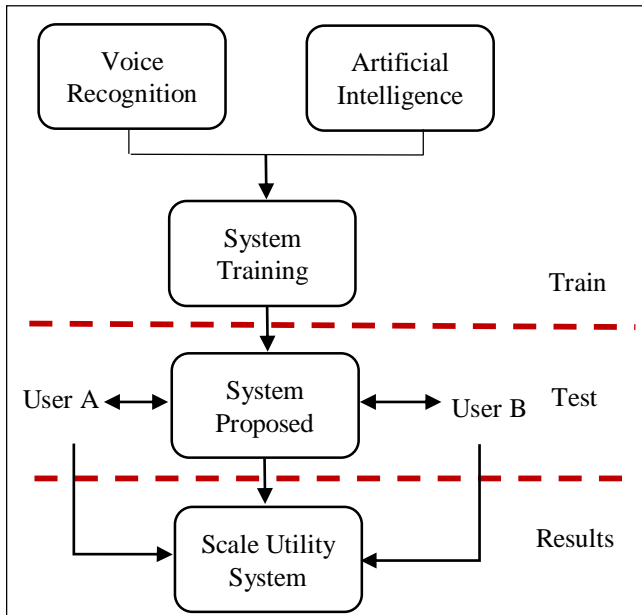 Voice
Recognition
Artificial
Intelligence
System
Training
Train
User A
System
Proposed
User B
Test
Scale Utility
System
Results